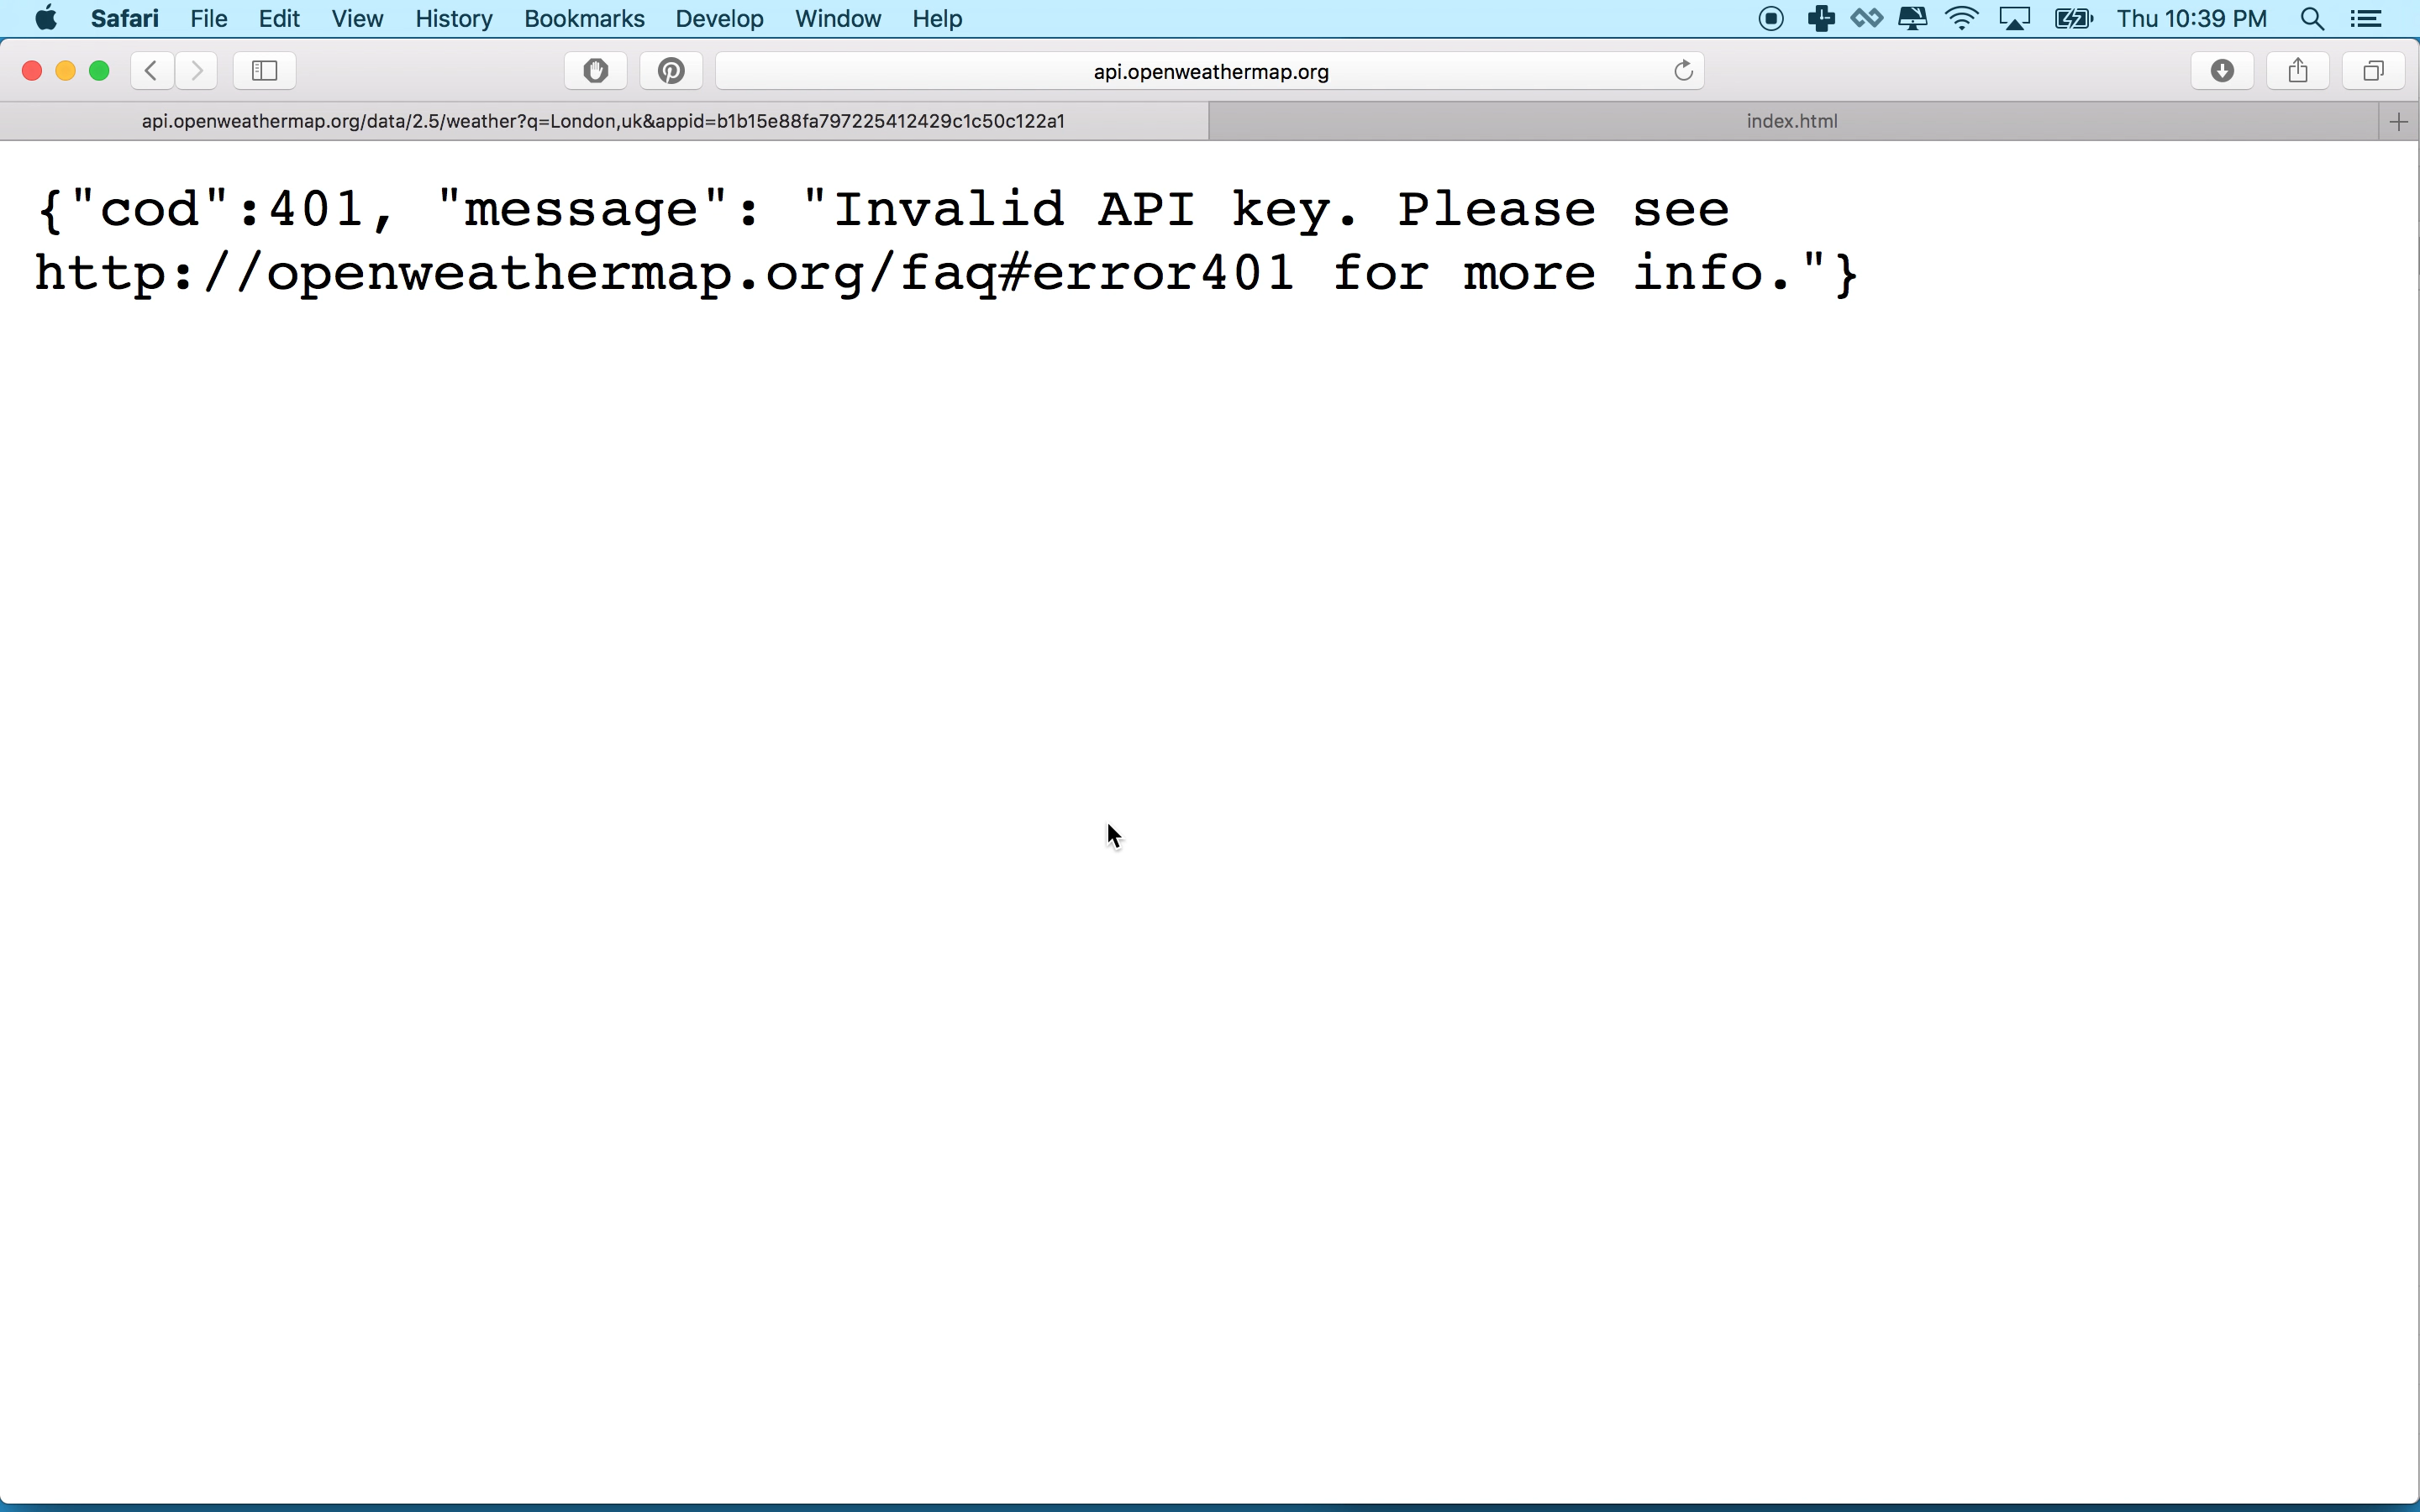 Safari File Edit View History Bookmarks Develop Window Help Thu 10:39 PM
api.openweathermap.org
api.openweathermap.org/data/2.5/weather?q=London,uk&appid=b1b15e88fa797225412429c1c50c122a1 index.html
{"cod":401, "message": "Invalid API key. Please see
http://openweathermap.org/faq#error401 for more info."}